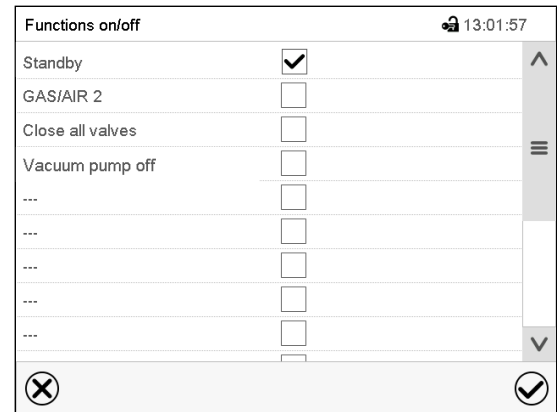 Functions on/off 13:01:57
Standby
GAS/AIR 2
Close all valves
Vacuum pump off
---
---
---
---
---